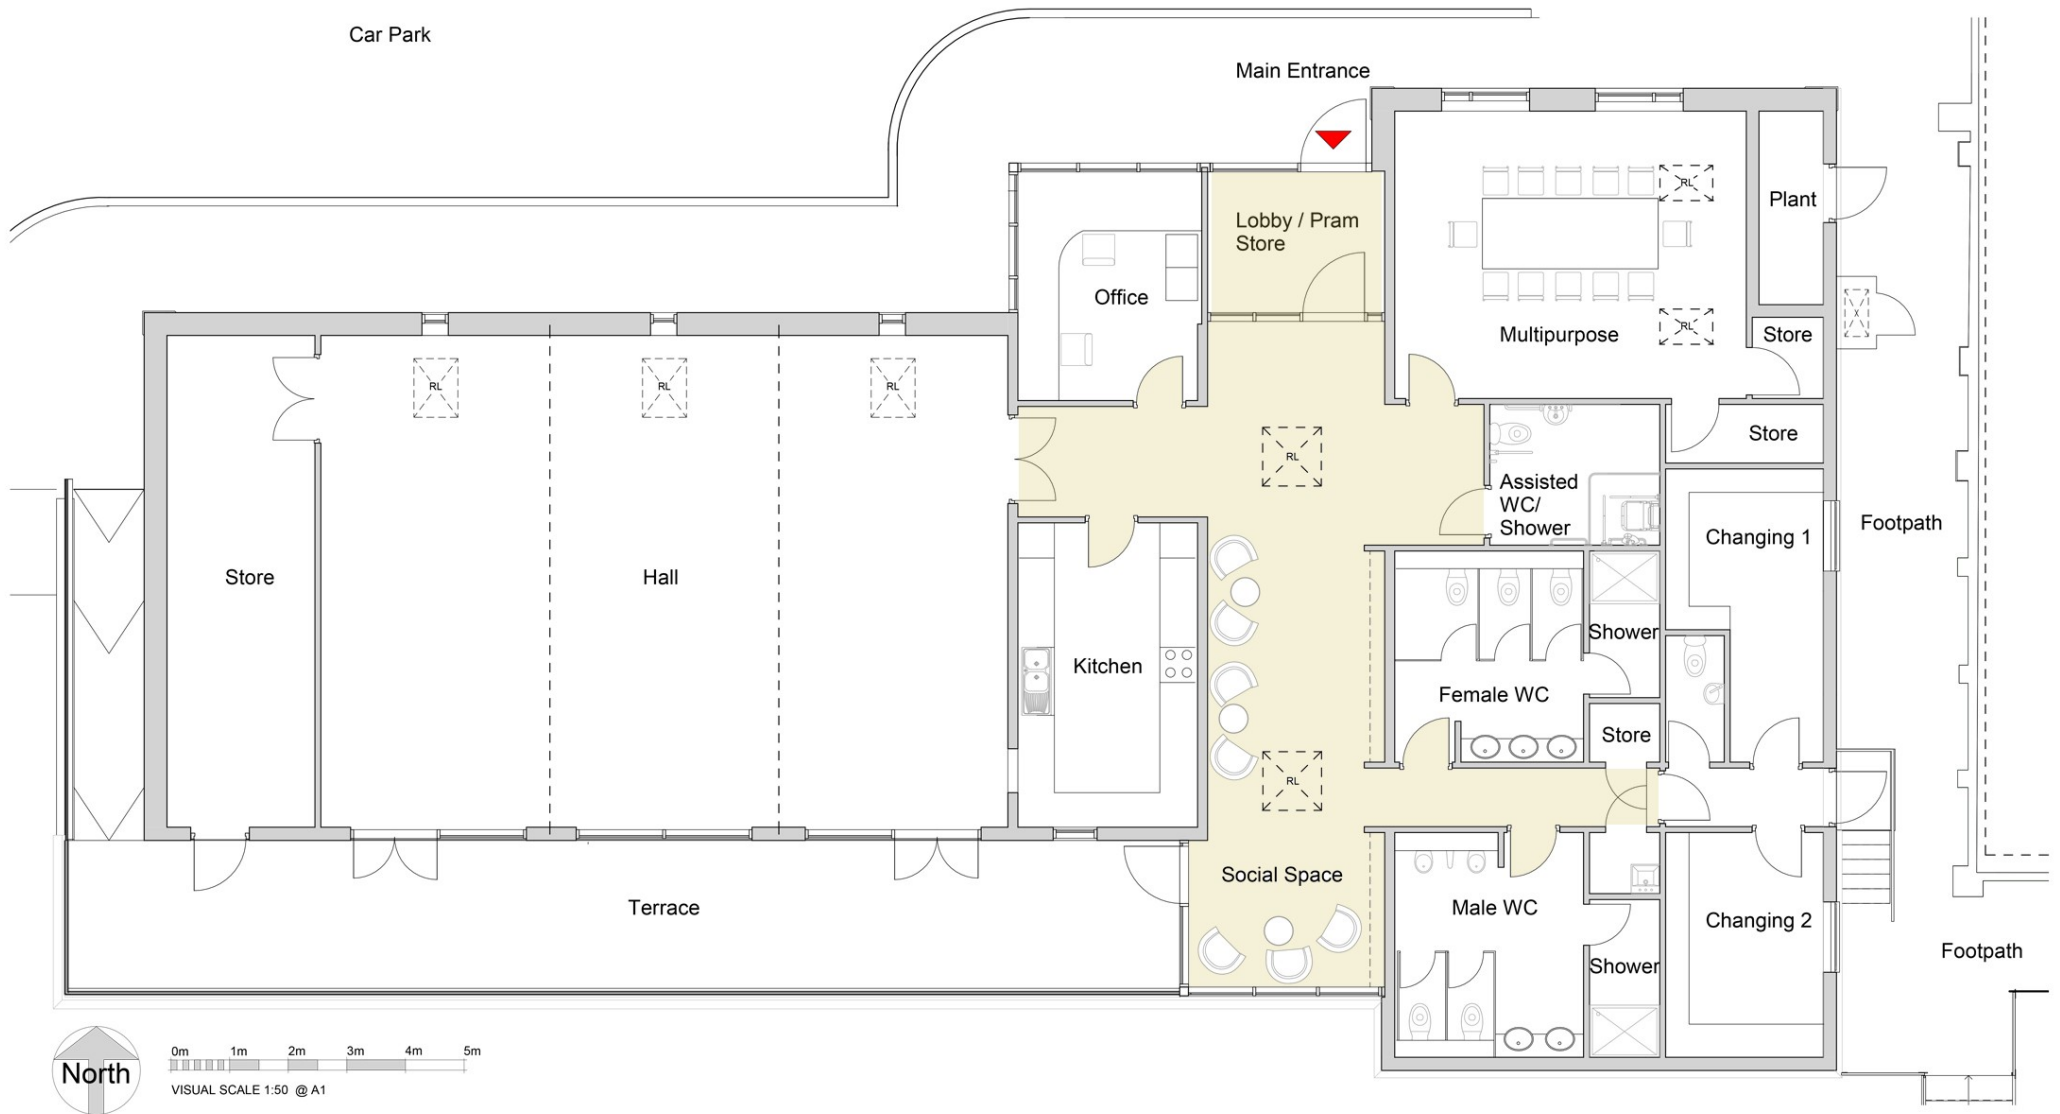 Car Park
Main Entrance
Lobby / Pram
Store
Plant
RL
Office
Multipurpose
RL
Store
RL
RL
RL
Store
RL
Assisted
WC/
Shower
Changing 1
Footpath
Store
Hall
Shower
Kitchen
Female WC
Store
RL
Social Space
Terrace
Male WC
Changing 2
Footpath
Shower
North
0m 1m 2m 3m 4m 5m
VISUAL SCALE 1:50 @ A1